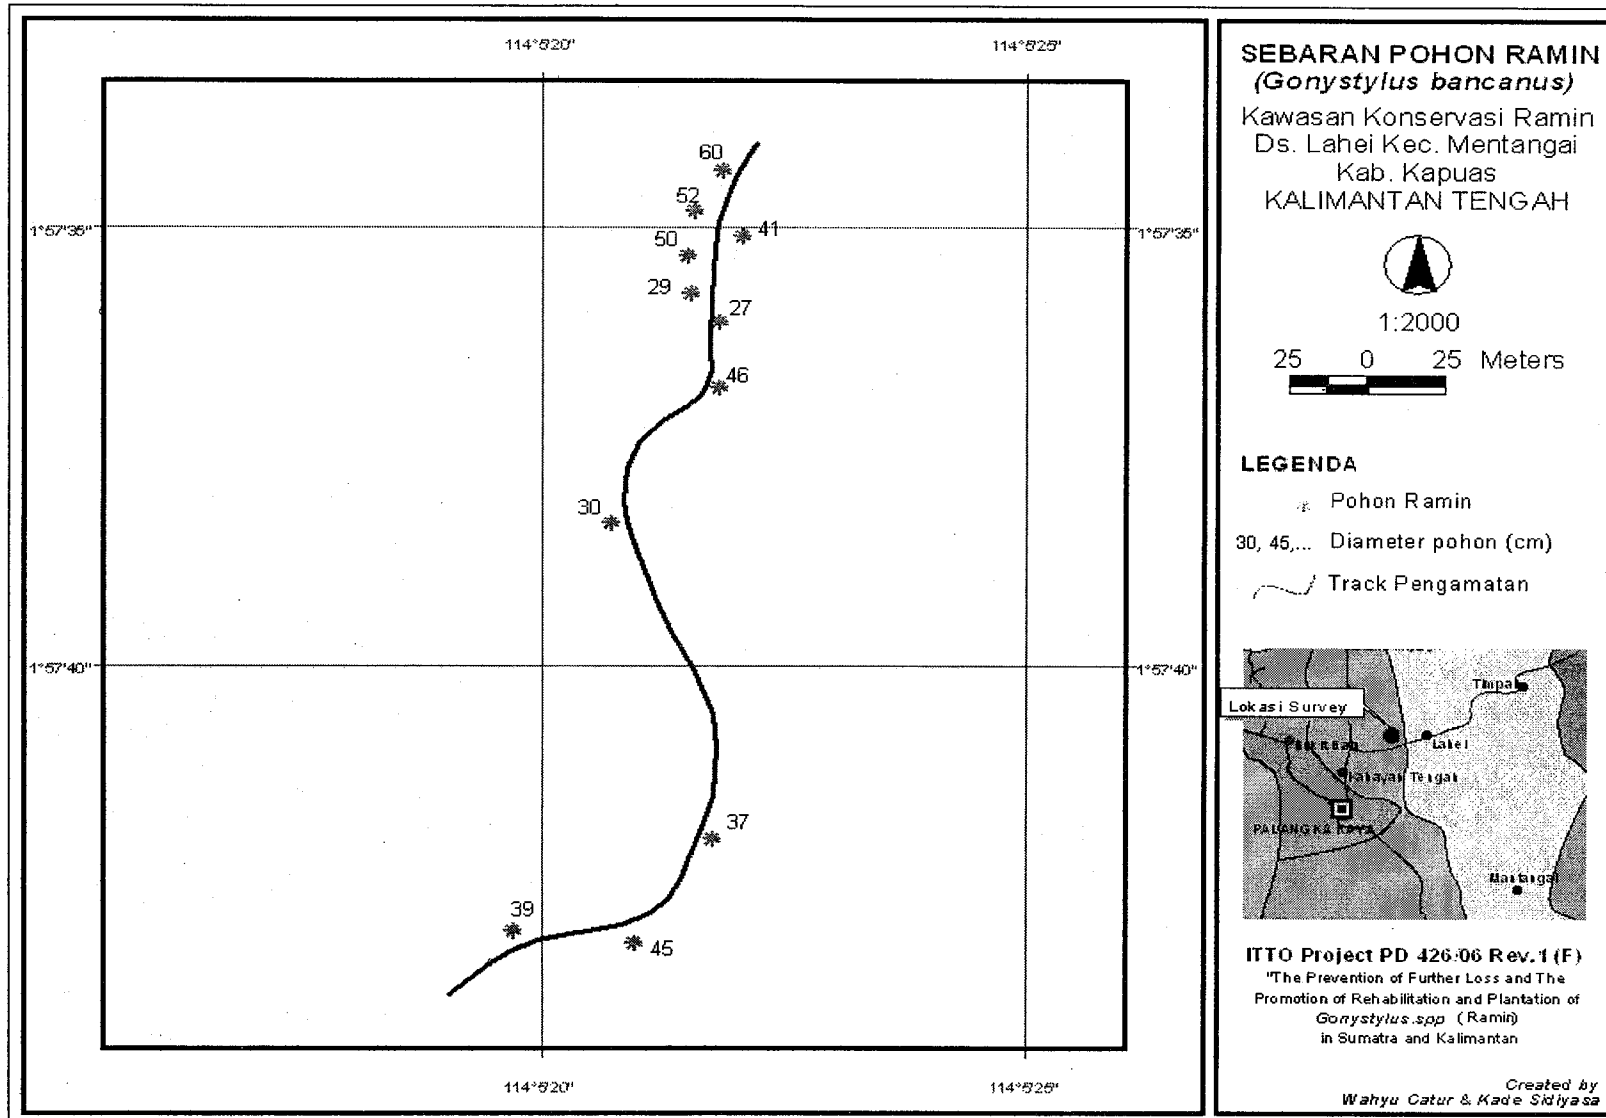 114°5'20"
114°5'25"
60
52
1°57'35"
41
1°57'35"
50
29
27
46
30
1°57'40"
1°57'40"
37
39
45
114°5'20"
114°5'25"
SEBARAN POHON RAMIN
(Gonystylus bancanus)
Kawasan Konservasi Ramin
Ds. Lahei Kec. Mentangai
Kab. Kapuas
KALIMANTAN TENGAH
1:2000
25 0 25 Meters
LEGENDA
Pohon Ramin
30, 45,... Diameter pohon (cm)
Track Pengamatan
Timpah
Lokasi Survey
Lahei
Kahayan Tengah
PALANGKA RAYA
Mantangai
ITTO Project PD 426/06 Rev.1 (F)
"The Prevention of Further Loss and The
Promotion of Rehabilitation and Plantation of
Gonystylus.spp (Ramin)
in Sumatra and Kalimantan
Created by
Wahyu Catur & Kade Sidiyasa